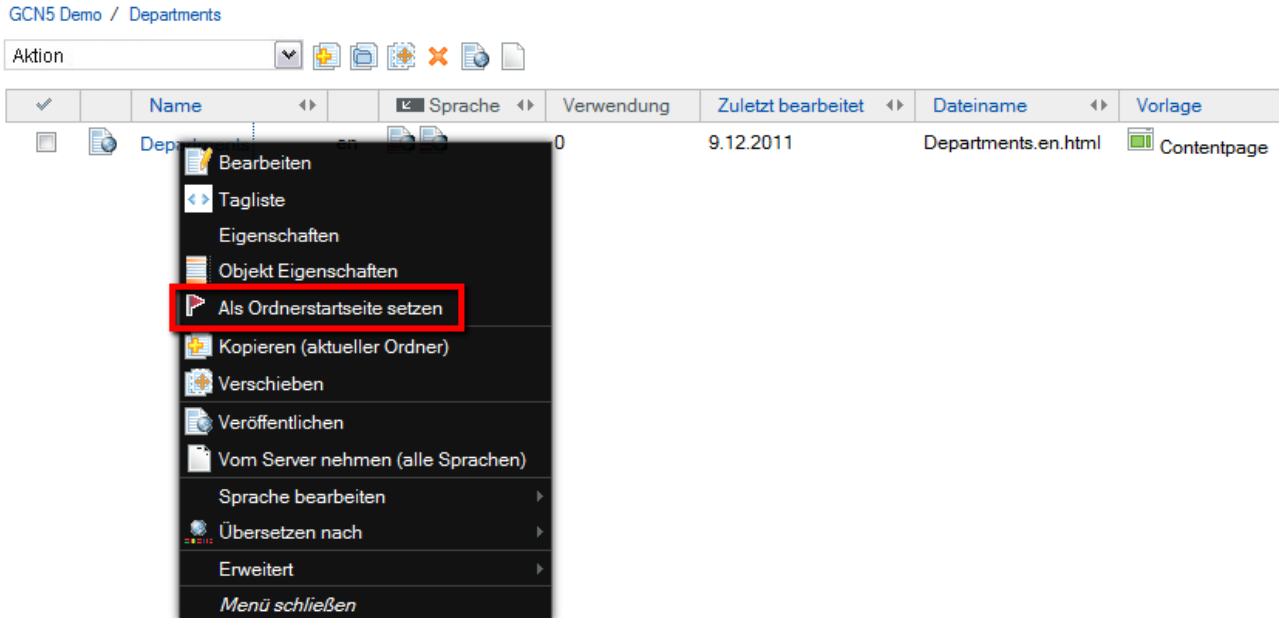 GCN5 Demo / Departments
Aktion
Name Sprache Verwendung Zuletzt bearbeitet Dateiname Vorlage
Departments en 0 9.12.2011 Departments.en.html Contentpage
Bearbeiten
Tagliste
Eigenschaften
Objekt Eigenschaften
Als Ordnerstartseite setzen
Kopieren (aktueller Ordner)
Verschieben
Veröffentlichen
Vom Server nehmen (alle Sprachen)
Sprache bearbeiten
Übersetzen nach
Erweitert
Menü schließen